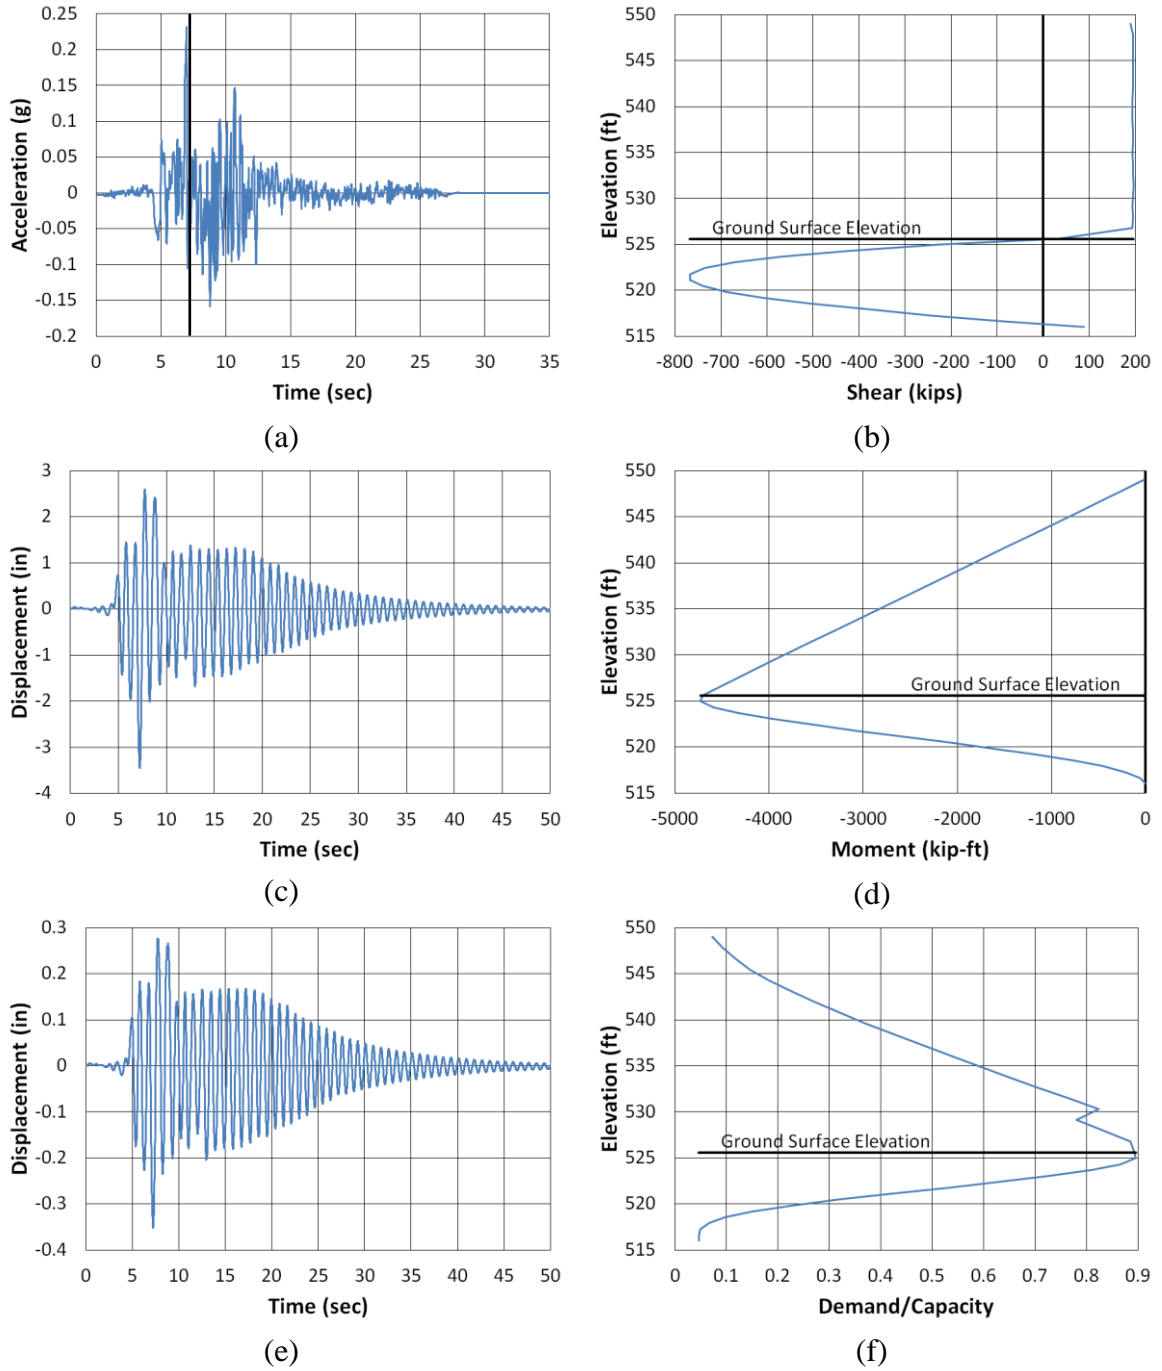 0.25
0.2
0.15
0.1
0.05
0
-0.05
-0.1
-0.15
-0.2
Acceleration (g)
0 5 10 15 20 25 30 35
Time (sec)
(a)
550
545
540
535
530
525
520
515
Elevation (ft)
Ground Surface Elevation
-800 -700 -600 -500 -400 -300 -200 -100 0 100 200
Shear (kips)
(b)
3
2
1
0
-1
-2
-3
-4
Displacement (in)
0 5 10 15 20 25 30 35 40 45 50
Time (sec)
(c)
550
545
540
535
530
525
520
515
Elevation (ft)
Ground Surface Elevation
-5000 -4000 -3000 -2000 -1000 0
Moment (kip-ft)
(d)
0.3
0.2
0.1
0
-0.1
-0.2
-0.3
-0.4
Displacement (in)
0 5 10 15 20 25 30 35 40 45 50
Time (sec)
(e)
550
545
540
535
530
525
520
515
Elevation (ft)
Ground Surface Elevation
0 0.1 0.2 0.3 0.4 0.5 0.6 0.7 0.8 0.9
Demand/Capacity
(f)